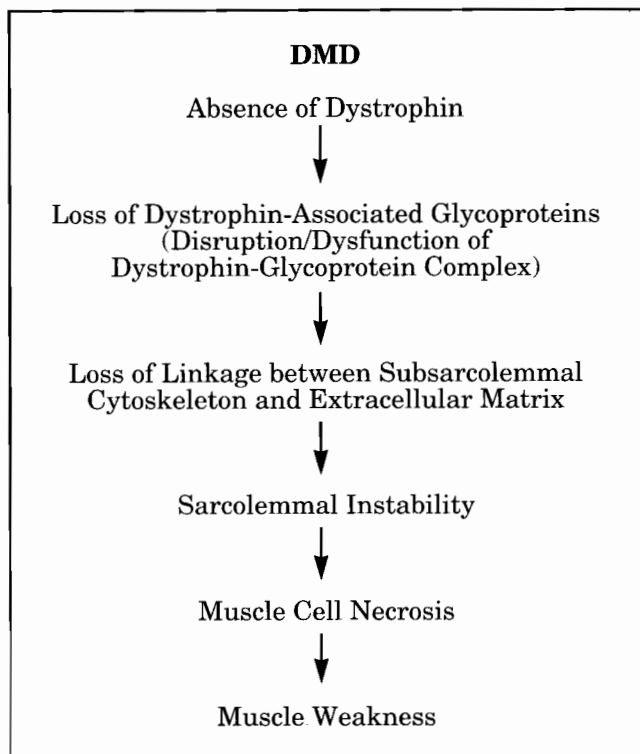 DMD
Absence of Dystrophin
Loss of Dystrophin-Associated Glycoproteins
(Disruption/Dysfunction of
Dystrophin-Glycoprotein Complex)
Loss of Linkage between Subsarcolemmal
Cytoskeleton and Extracellular Matrix
Sarcolemmal Instability
Muscle Cell Necrosis
Muscle Weakness